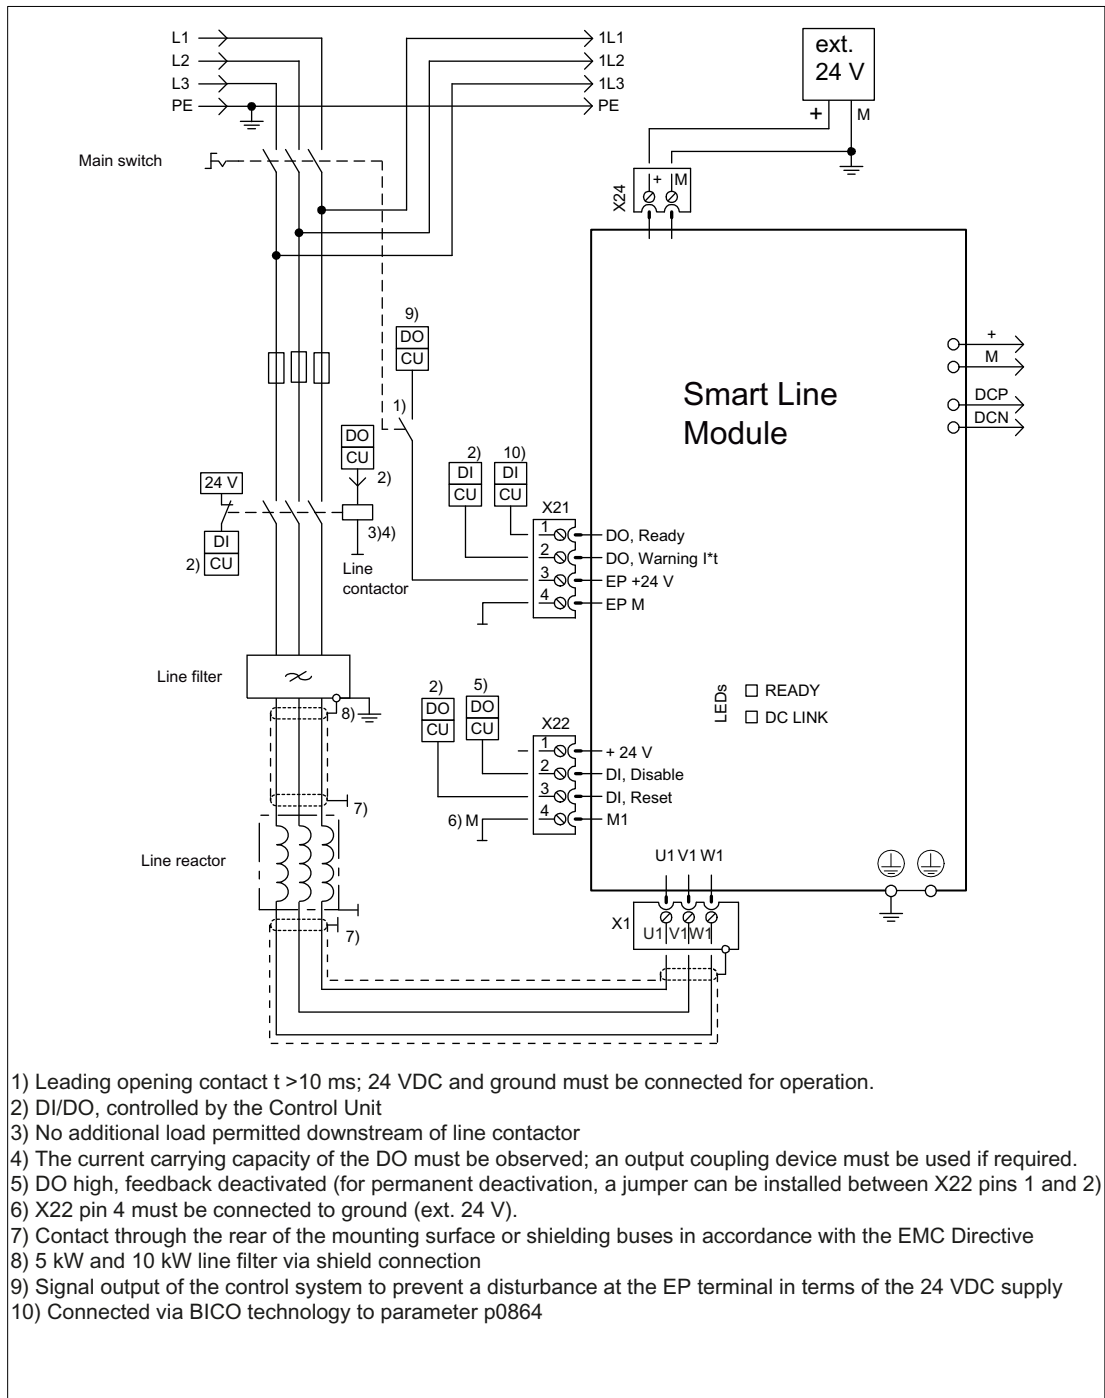 L1 1L1
L2 1L2
L3 1L3
PE PE
ext.
24 V
+ M
Main switch
X24
+ M
9)
DO
CU
1)
Smart Line
Module
+
M
DCP
DCN
DO
CU
2)
24 V
3)4)
DI
2) CU
Line
contactor
2) 10)
DI DI
CU CU
X21
1 DO, Ready
2 DO, Warning I*t
3 EP +24 V
4 EP M
Line filter
8)
7)
2) 5)
DO DO
CU CU
X22
1 + 24 V
2 DI, Disable
3 DI, Reset
6) M 4 M1
LEDs
READY
DC LINK
Line reactor
7)
U1 V1 W1
X1
U1 V1 W1
1) Leading opening contact t >10 ms; 24 VDC and ground must be connected for operation.
2) DI/DO, controlled by the Control Unit
3) No additional load permitted downstream of line contactor
4) The current carrying capacity of the DO must be observed; an output coupling device must be used if required.
5) DO high, feedback deactivated (for permanent deactivation, a jumper can be installed between X22 pins 1 and 2)
6) X22 pin 4 must be connected to ground (ext. 24 V).
7) Contact through the rear of the mounting surface or shielding buses in accordance with the EMC Directive
8) 5 kW and 10 kW line filter via shield connection
9) Signal output of the control system to prevent a disturbance at the EP terminal in terms of the 24 VDC supply
10) Connected via BICO technology to parameter p0864